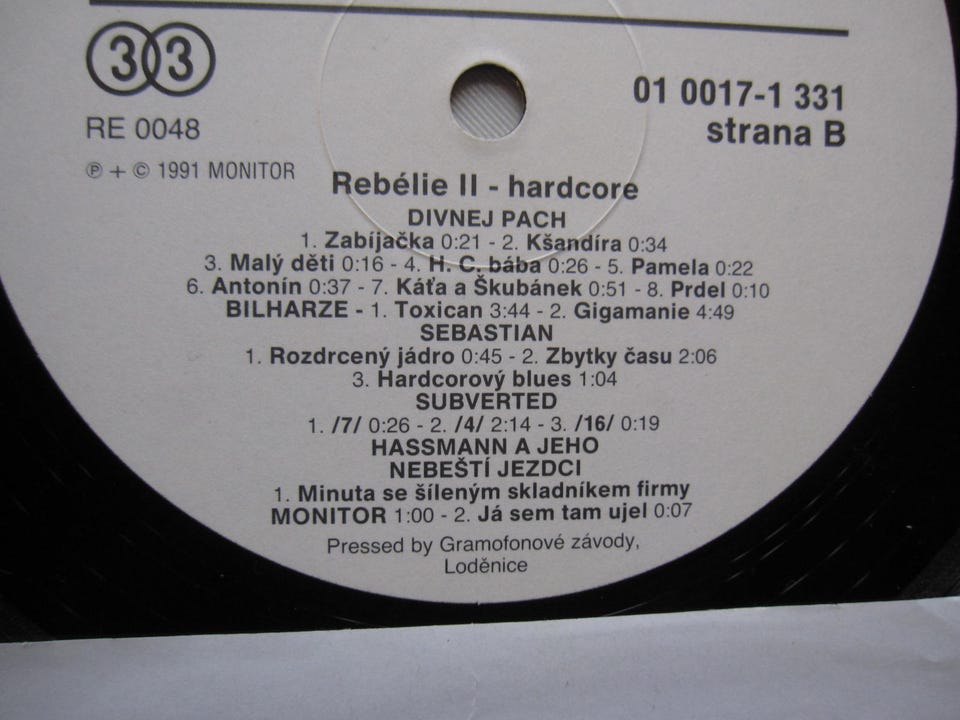 33
01 0017-1 331
RE 0048
strana B
Ⓟ + © 1991 MONITOR
Rebélie II - hardcore
DIVNEJ PACH
1. Zabíjačka 0:21 - 2. Kšandíra 0:34
3. Malý děti 0:16 - 4. H. C. bába 0:26 - 5. Pamela 0:22
6. Antonín 0:37 - 7. Káťa a Škubánek 0:51 - 8. Prdel 0:10
BILHARZE - 1. Toxican 3:44 - 2. Gigamanie 4:49
SEBASTIAN
1. Rozdrcený jádro 0:45 - 2. Zbytky času 2:06
3. Hardcorový blues 1:04
SUBVERTED
1. /7/ 0:26 - 2. /4/ 2:14 - 3. /16/ 0:19
HASSMANN A JEHO
NEBEŠTÍ JEZDCI
1. Minuta se šíleným skladníkem firmy
MONITOR 1:00 - 2. Já sem tam ujel 0:07
Pressed by Gramofonové závody,
Loděnice